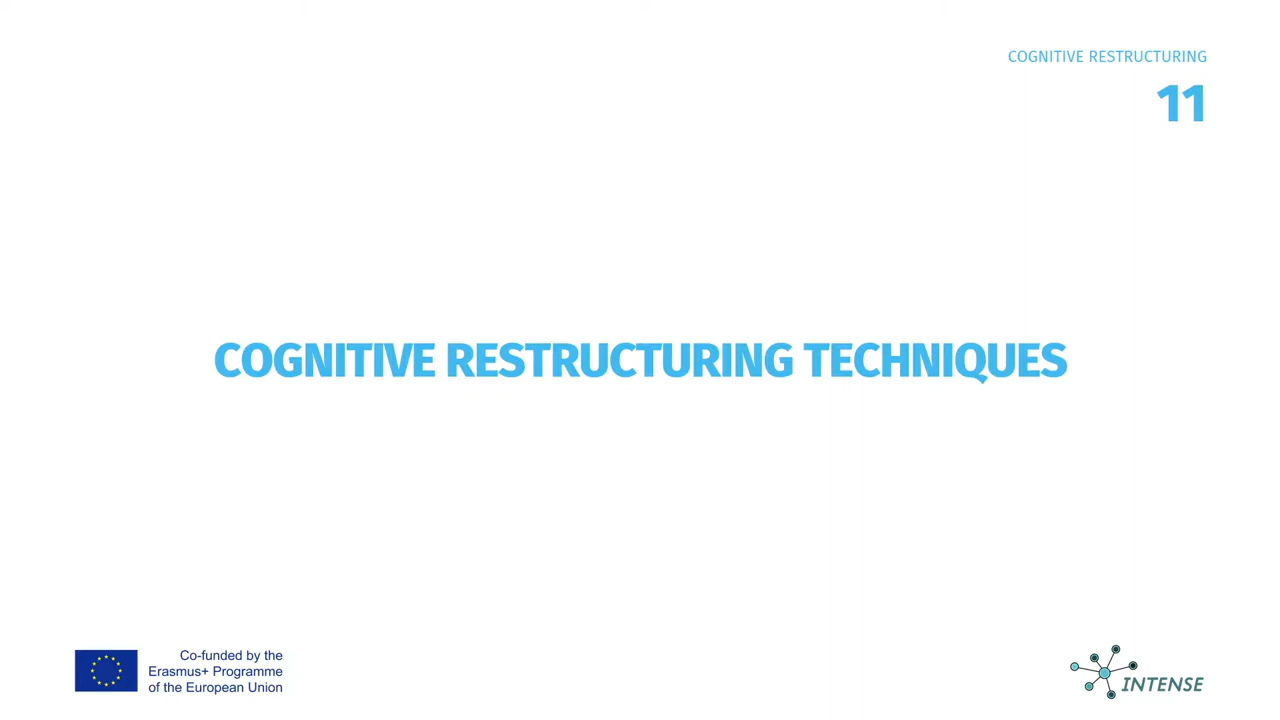 COGNITIVE RESTRUCTURING
11
COGNITIVE RESTRUCTURING TECHNIQUES
Co-funded by the
Erasmus+ Programme
of the European Union
INTENSE